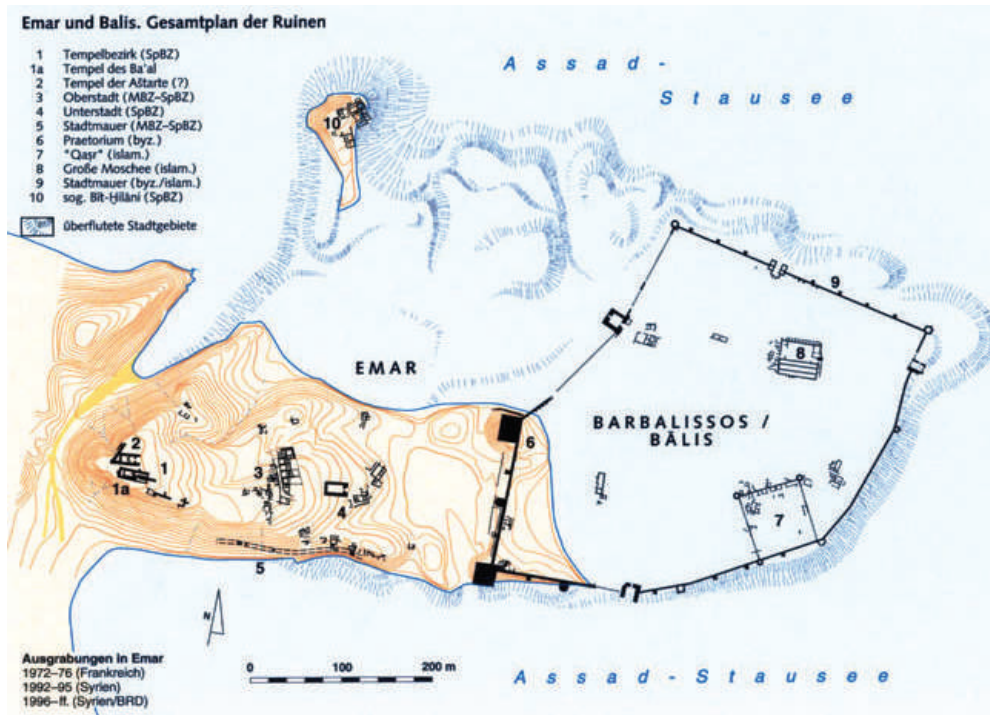 Emar und Balis. Gesamtplan der Ruinen
1 Tempelbezirk (SpBZ)
1a Tempel des Ba'al
2 Tempel der Aštarte (?)
3 Oberstadt (MBZ–SpBZ)
4 Unterstadt (SpBZ)
5 Stadtmauer (MBZ–SpBZ)
6 Praetorium (byz.)
7 "Qaṣr" (islam.)
8 Große Moschee (islam.)
9 Stadtmauer (byz./islam.)
10 sog. Bīt-Ḫilāni (SpBZ)
überflutete Stadtgebiete
Assad-
Stausee
10
9
8
EMAR
BARBALISSOS /
BĀLIS
6
2
1
3
1a
4
7
5
N
Ausgrabungen in Emar
1972–76 (Frankreich)
1992–95 (Syrien)
1996–ff. (Syrien/BRD)
0 100 200 m
Assad-Stausee